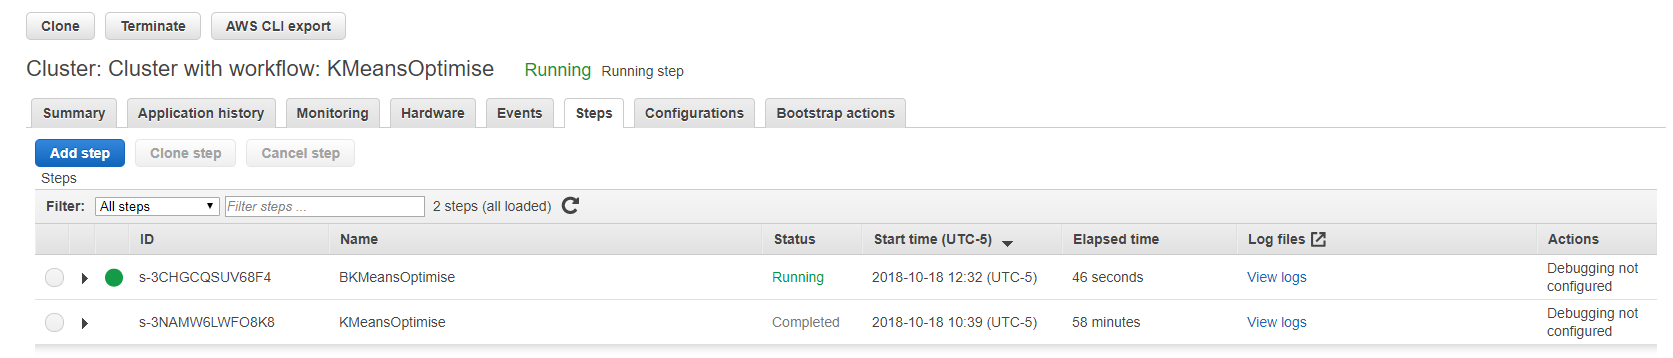 Clone Terminate AWS CLI export
Cluster: Cluster with workflow: KMeansOptimise Running Running step
Summary Application history Monitoring Hardware Events Steps Configurations Bootstrap actions
Add step Clone step Cancel step
Steps
Filter: All steps Filter steps ... 2 steps (all loaded)
ID Name Status Start time (UTC-5) Elapsed time Log files Actions
s-3CHGCQSUV68F4 BKMeansOptimise Running 2018-10-18 12:32 (UTC-5) 46 seconds View logs Debugging not
configured
s-3NAMW6LWFO8K8 KMeansOptimise Completed 2018-10-18 10:39 (UTC-5) 58 minutes View logs Debugging not
configured